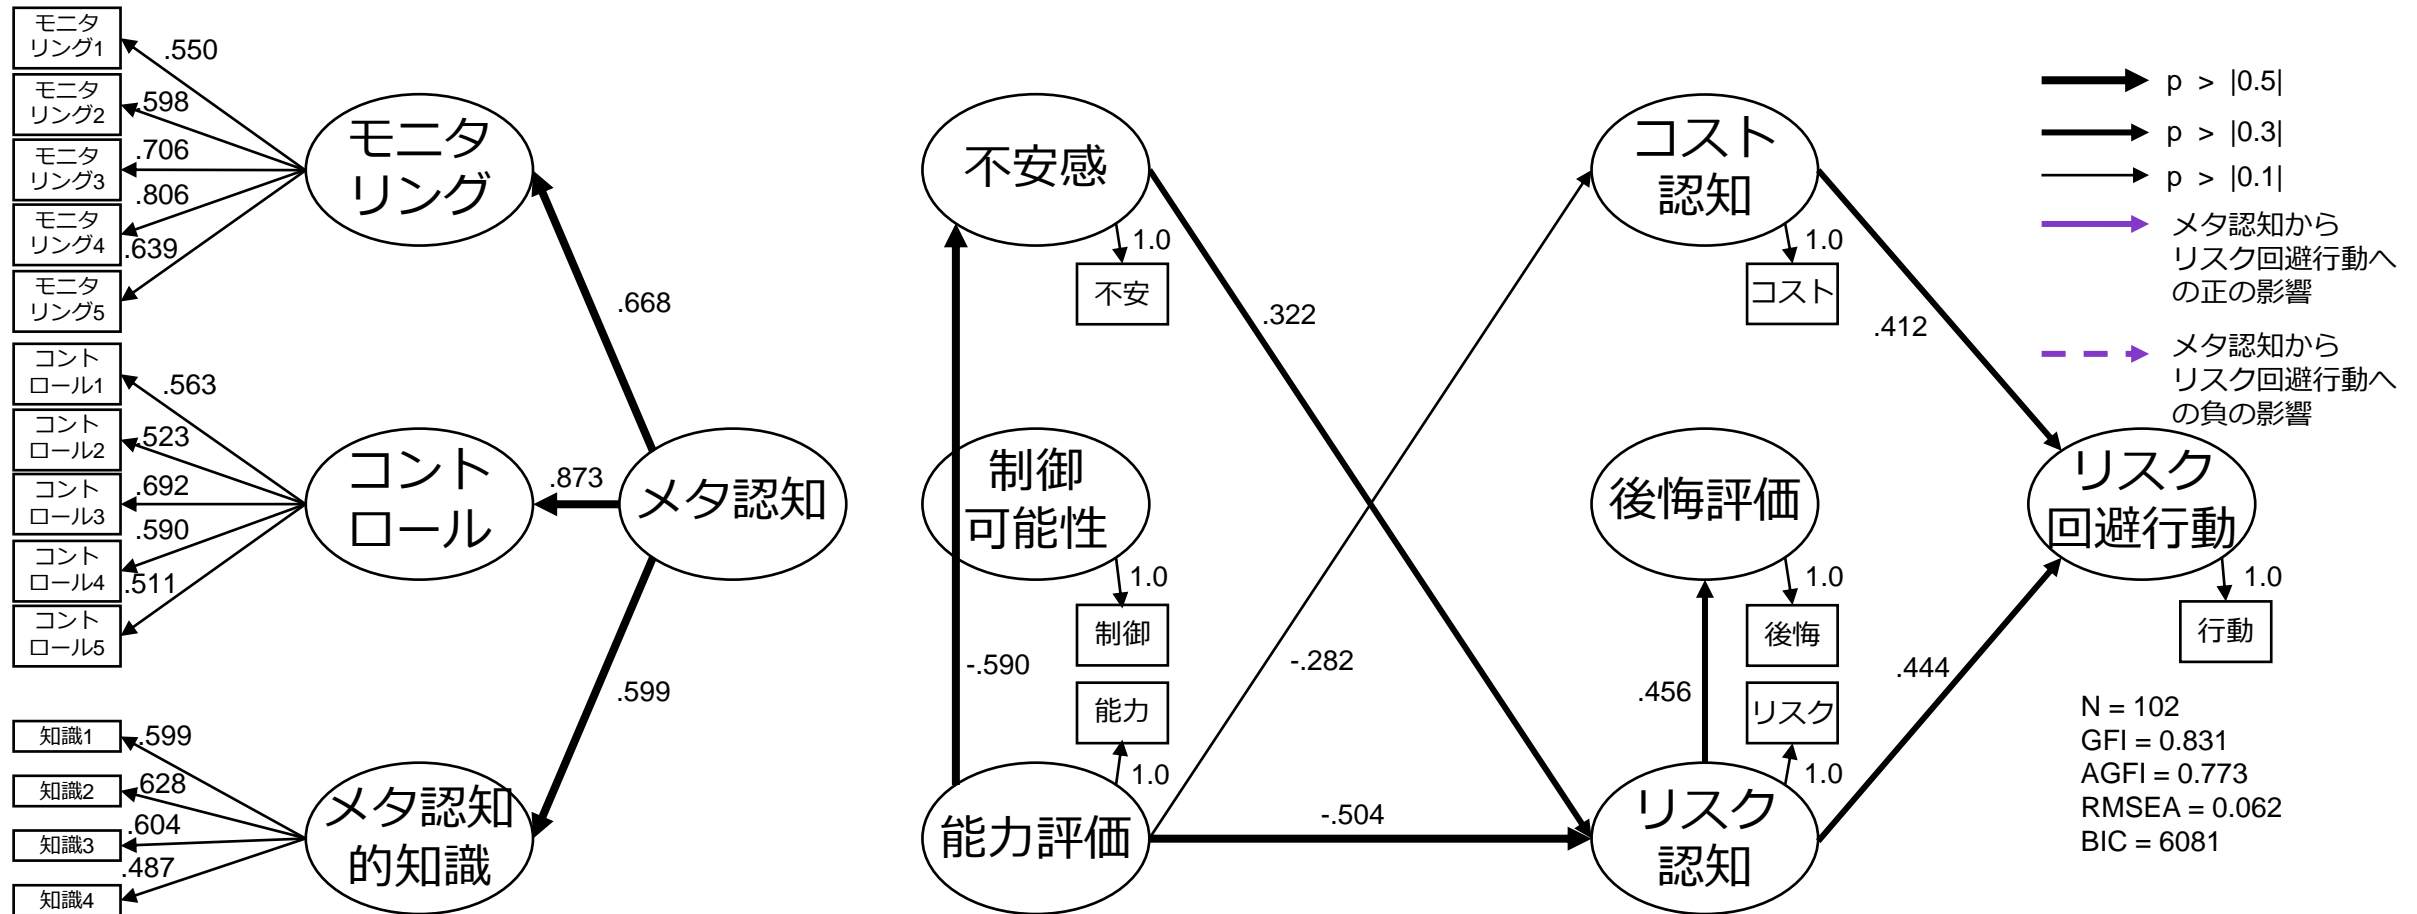 モニタ
リング1
モニタ
リング2
モニタ
リング3
モニタ
リング4
モニタ
リング5
.550
.598
.706
.806
.639
モニタ
リング
コント
ロール1
コント
ロール2
コント
ロール3
コント
ロール4
コント
ロール5
.563
.523
.692
.590
.511
コント
ロール
知識1
知識2
知識3
知識4
.599
.628
.604
.487
メタ認知
的知識
.668
.873
.599
メタ認知
不安感
1.0
不安
制御
可能性
1.0
制御
-.590
能力
1.0
能力評価
.322
-.282
-.504
コスト
認知
1.0
コスト
.412
後悔評価
1.0
後悔
.456
リスク
1.0
リスク
認知
.444
リスク
回避行動
1.0
行動
p > |0.5|
p > |0.3|
p > |0.1|
メタ認知から
リスク回避行動へ
の正の影響
メタ認知から
リスク回避行動へ
の負の影響
N = 102
GFI = 0.831
AGFI = 0.773
RMSEA = 0.062
BIC = 6081